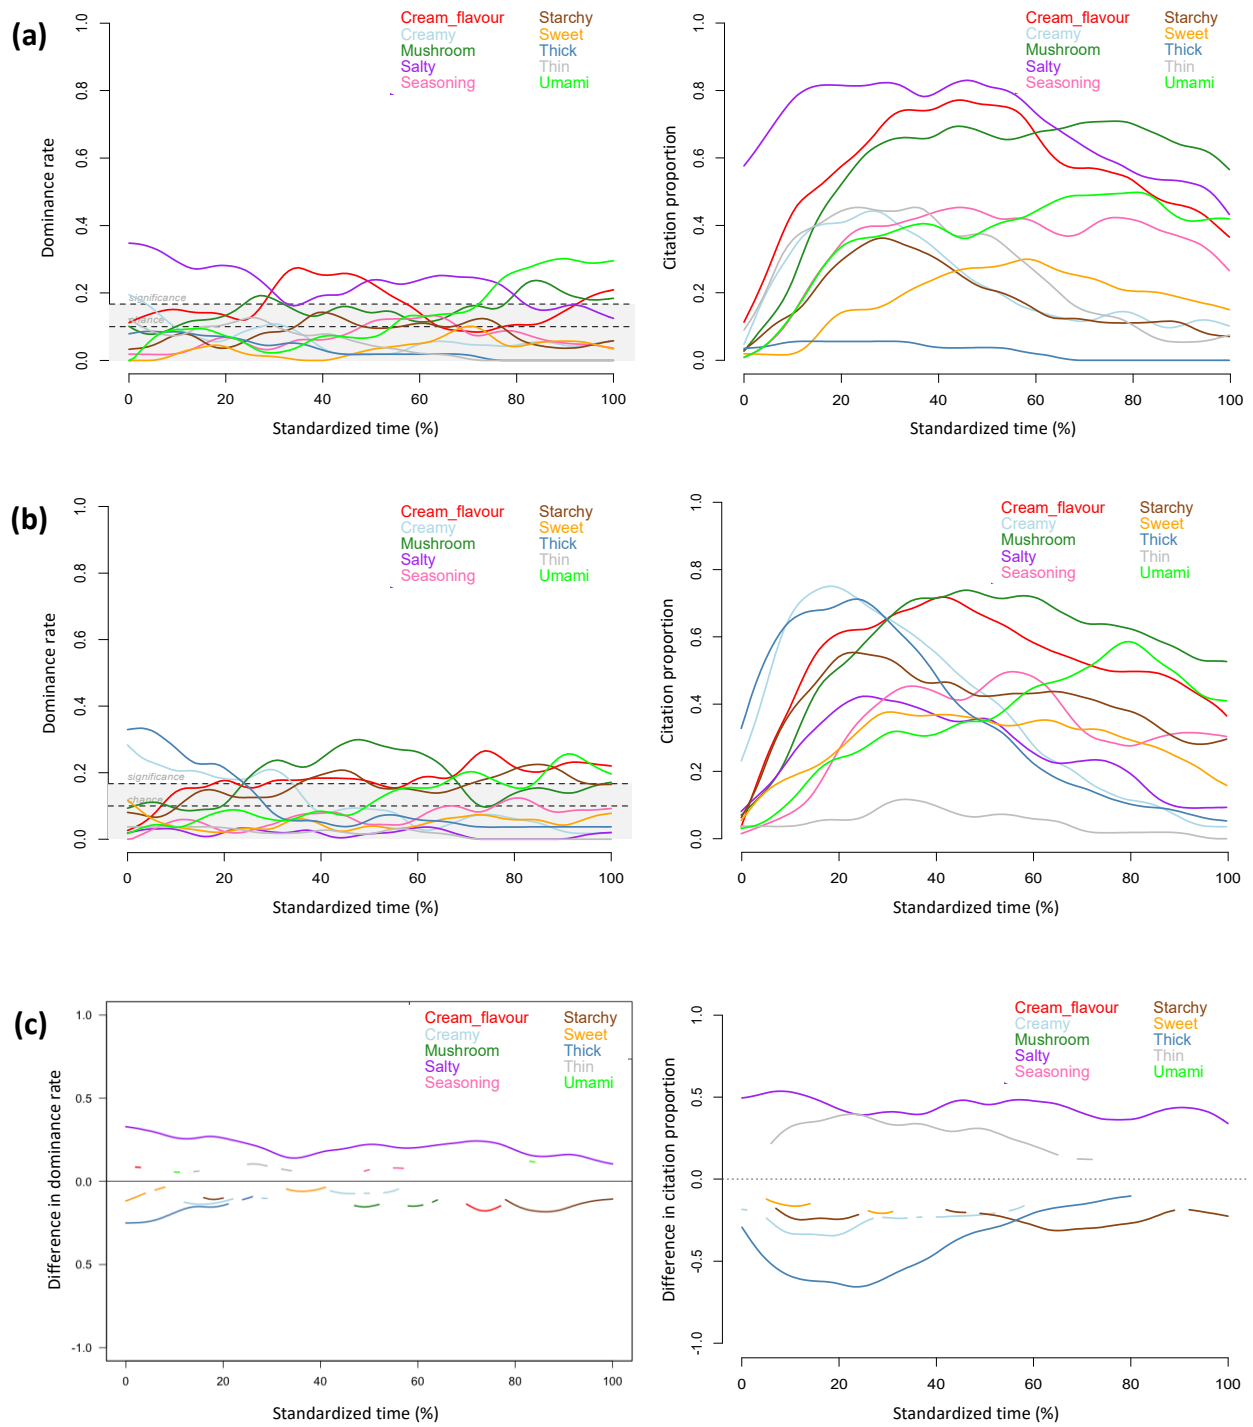 (a)
1.0
0.8
0.6
0.4
0.2
0.0
Dominance rate
Cream_flavour
Creamy
Mushroom
Salty
Seasoning
Starchy
Sweet
Thick
Thin
Umami
significance
chance
0 20 40 60 80 100
Standardized time (%)
1.0
0.8
0.6
0.4
0.2
0.0
Citation proportion
Cream_flavour
Creamy
Mushroom
Salty
Seasoning
Starchy
Sweet
Thick
Thin
Umami
0 20 40 60 80 100
Standardized time (%)
(b)
1.0
0.8
0.6
0.4
0.2
0.0
Dominance rate
Cream_flavour
Creamy
Mushroom
Salty
Seasoning
Starchy
Sweet
Thick
Thin
Umami
significance
chance
0 20 40 60 80 100
Standardized time (%)
1.0
0.8
0.6
0.4
0.2
0.0
Citation proportion
Cream_flavour
Creamy
Mushroom
Salty
Seasoning
Starchy
Sweet
Thick
Thin
Umami
0 20 40 60 80 100
Standardized time (%)
(c)
1.0
0.5
0.0
0.5
-1.0
Difference in dominance rate
Cream_flavour
Creamy
Mushroom
Salty
Seasoning
Starchy
Sweet
Thick
Thin
Umami
0 20 40 60 80 100
Standardized time (%)
1.0
0.5
0.0
-0.5
-1.0
Difference in citation proportion
Cream_flavour
Creamy
Mushroom
Salty
Seasoning
Starchy
Sweet
Thick
Thin
Umami
0 20 40 60 80 100
Standardized time (%)